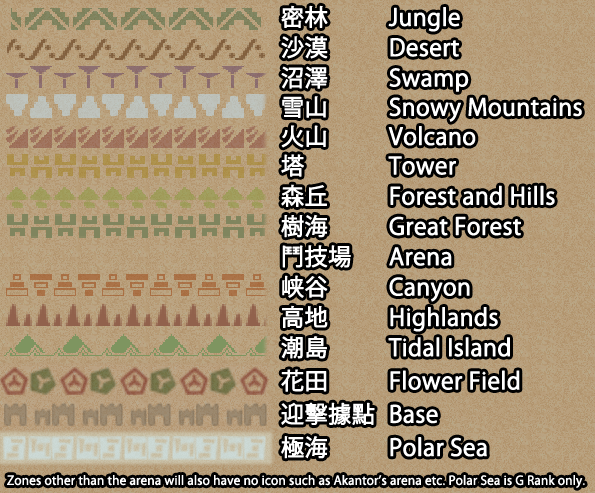 密林 Jungle
沙漠 Desert
沼澤 Swamp
雪山 Snowy Mountains
火山 Volcano
塔 Tower
森丘 Forest and Hills
樹海 Great Forest
鬥技場 Arena
峡谷 Canyon
高地 Highlands
潮島 Tidal Island
花田 Flower Field
迎撃據點 Base
極海 Polar Sea
Zones other than the arena will also have no icon such as Akantor's arena etc. Polar Sea is G Rank only.